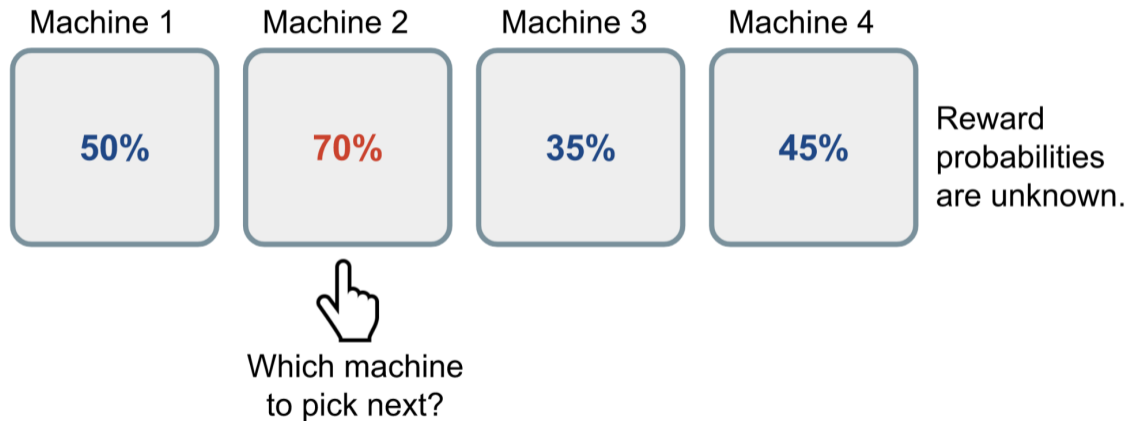 Machine 1
Machine 2
Machine 3
Machine 4
50%
70%
35%
45%
Reward
probabilities
are unknown.
Which machine
to pick next?